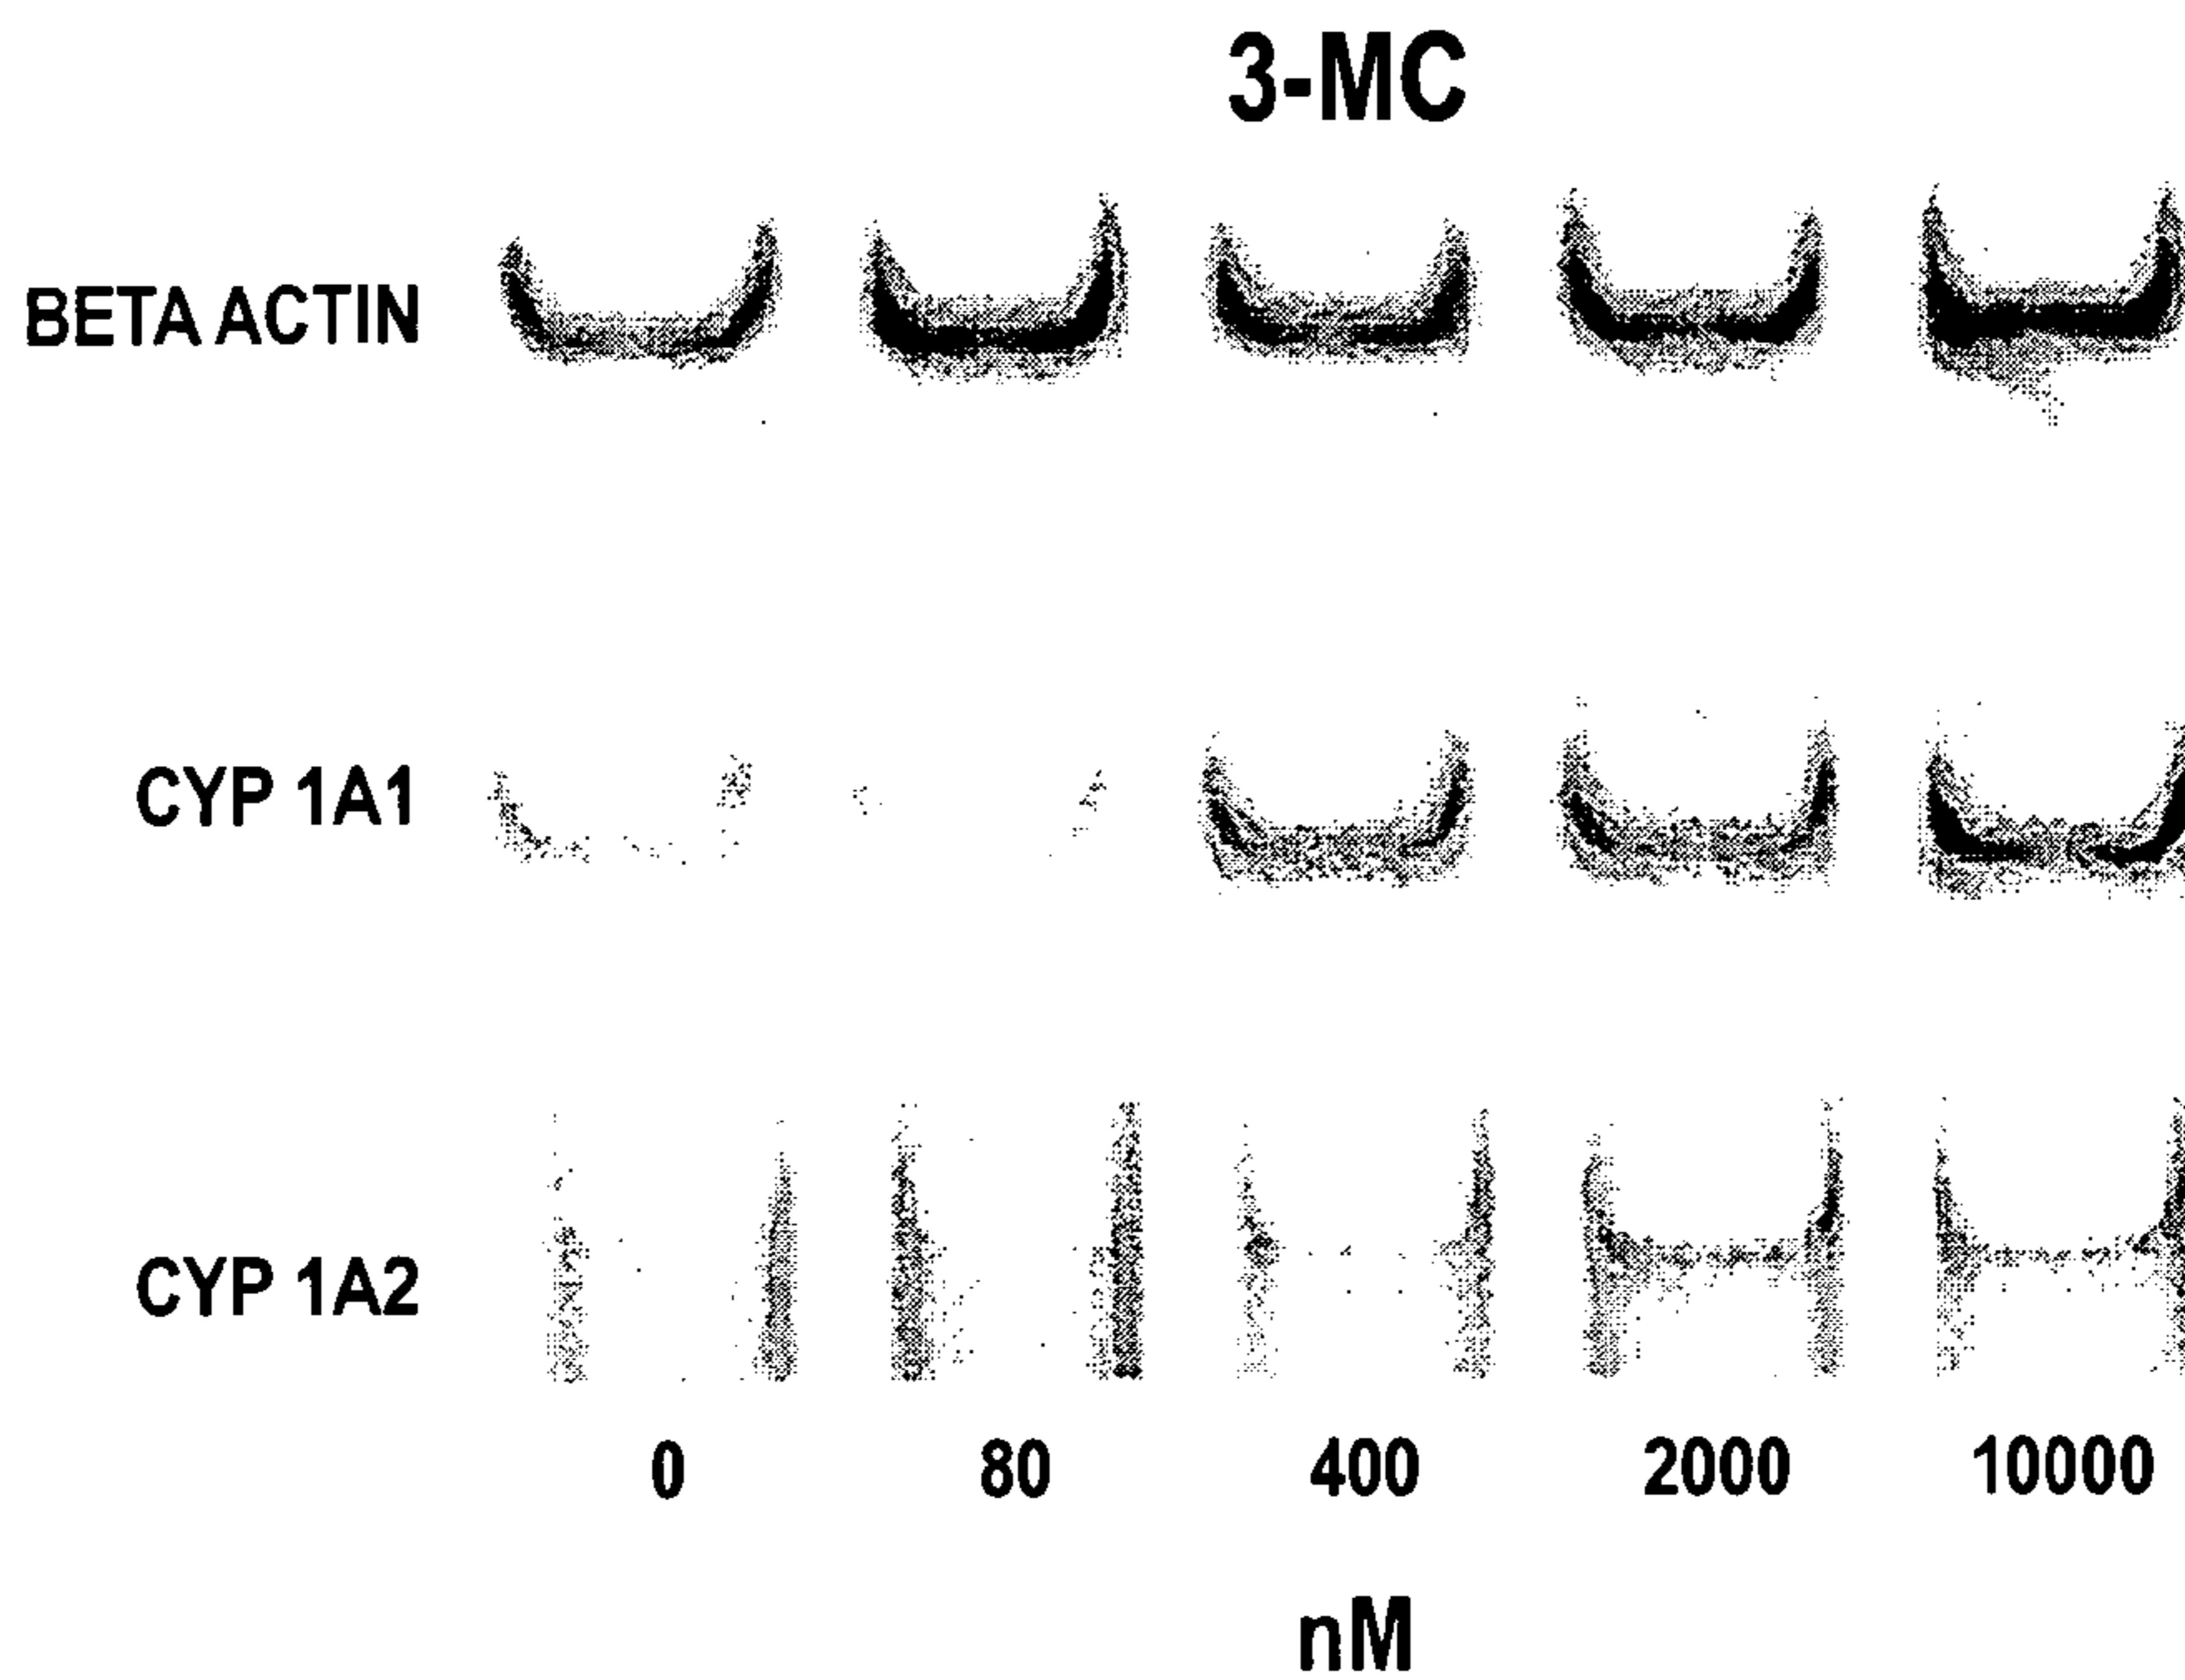 3-MC
BETA ACTIN
CYP 1A1
CYP 1A2
0 80 400 2000 10000
nM